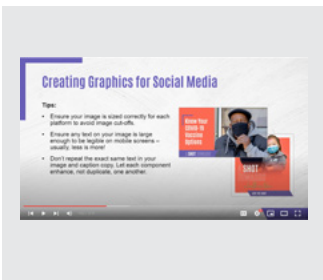 Creating Graphics for Social Media
Tips:
• Ensure your image is sized correctly for each
platform to avoid image cut-offs.
• Ensure any text on your image is large
enough to be legible on mobile screens –
usually, less is more!
• Don't repeat the exact same text in your
image and caption copy. Let each component
enhance, not duplicate, one another.
Know Your
COVID-19
Vaccine
Options
SHOT